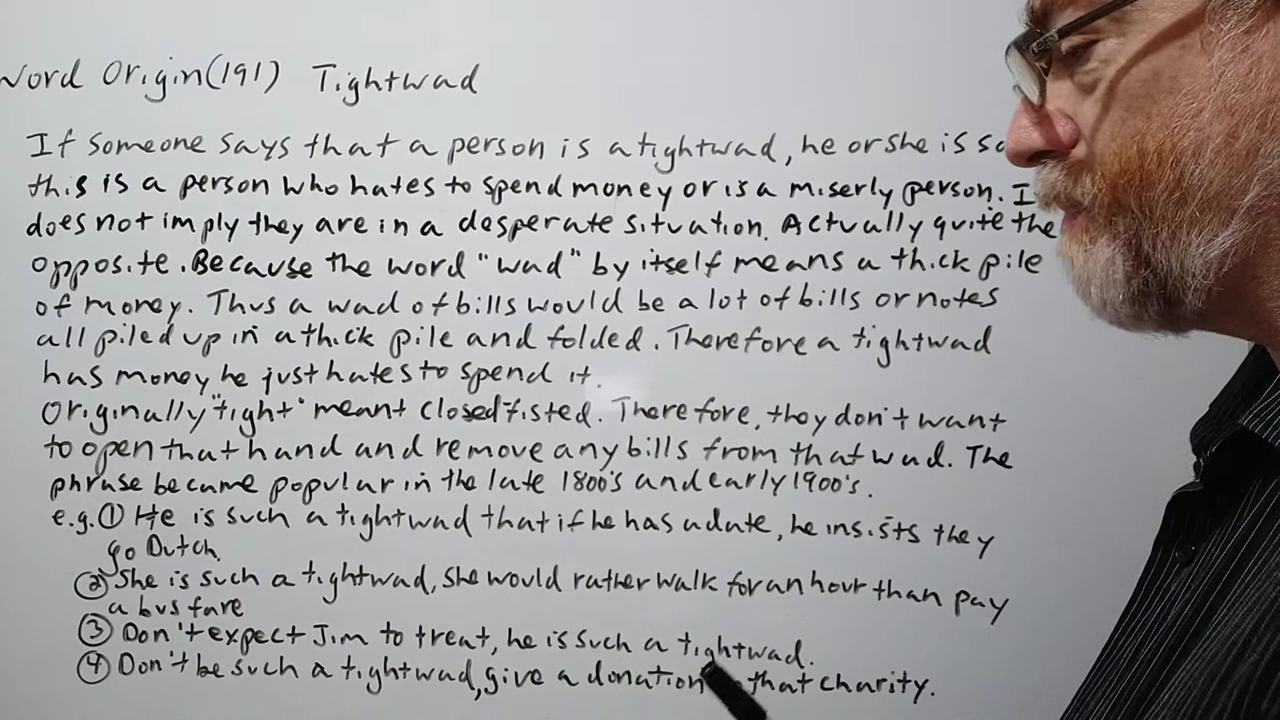 Word Origin(191) Tightwad
If someone says that a person is a tightwad, he or she is sa
this is a person who hates to spend money or is a miserly person. I
does not imply they are in a desperate situation. Actually quite the
opposite. Because the word "wad" by itself means a thick pile
of money. Thus a wad of bills would be a lot of bills or notes
all piled up in a thick pile and folded. Therefore a tightwad
has money he just hates to spend it.
Originally "tight" meant closedfisted. Therefore, they don't want
to open that hand and remove any bills from that wad. The
phrase became popular in the late 1800's and early 1900's.
e.g. ① He is such a tightwad that if he has a date, he insists they
go Dutch.
② She is such a tightwad, she would rather walk for an hour than pay
a bus fare
③ Don't expect Jim to treat, he is such a tightwad.
④ Don't be such a tightwad, give a donation that charity.